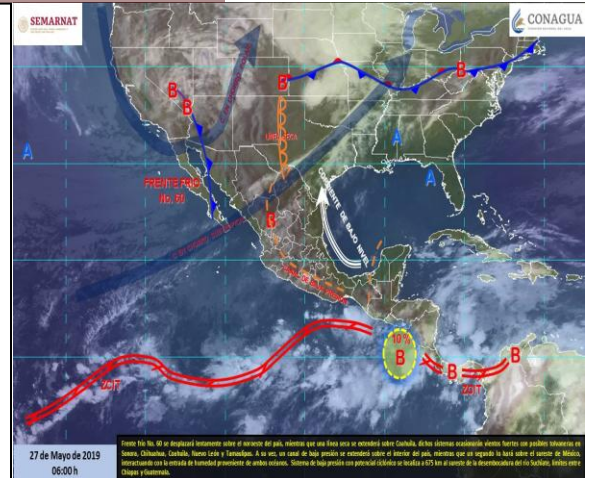 SEMARNAT
CONAGUA
B
B
B
B
A
A
A
LÍNEA SECA
FRENTE FRÍO
No. 60
B
CORRIENTE DE BAJO NIVEL
10 %
B
B
B
ZCIT
ZCIT
27 de Mayo de 2019
06:00 h
Frente frío No. 60 se desplazará lentamente sobre el noroeste del país, mientras que una línea seca se extenderá sobre Coahuila, dichos sistemas ocasionarán vientos fuertes con posibles tolvaneras en
Sonora, Chihuahua, Coahuila, Nuevo León y Tamaulipas. A su vez, un canal de baja presión se extenderá sobre el interior del país, mientras que un segundo lo hará sobre el sureste de México,
interactuando con la entrada de humedad proveniente de ambos océanos. Sistema de baja presión con potencial ciclónico se localiza a 675 km al sureste de la desembocadura del río Suchiate, límites entre
Chiapas y Guatemala.